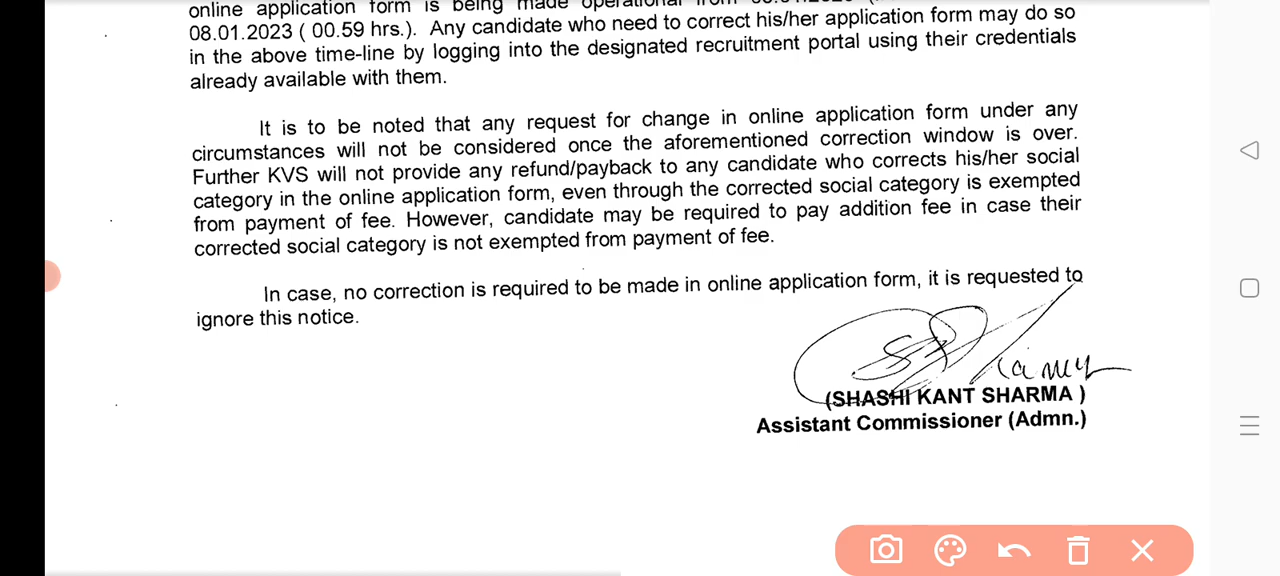 online application form is being made operational from
08.01.2023 ( 00.59 hrs.). Any candidate who need to correct his/her application form may do so
in the above time-line by logging into the designated recruitment portal using their credentials
already available with them.
It is to be noted that any request for change in online application form under any
circumstances will not be considered once the aforementioned correction window is over.
Further KVS will not provide any refund/payback to any candidate who corrects his/her social
category in the online application form, even through the corrected social category is exempted
from payment of fee. However, candidate may be required to pay addition fee in case their
corrected social category is not exempted from payment of fee.
In case, no correction is required to be made in online application form, it is requested to
ignore this notice.
(SHASHI KANT SHARMA )
Assistant Commissioner (Admn.)